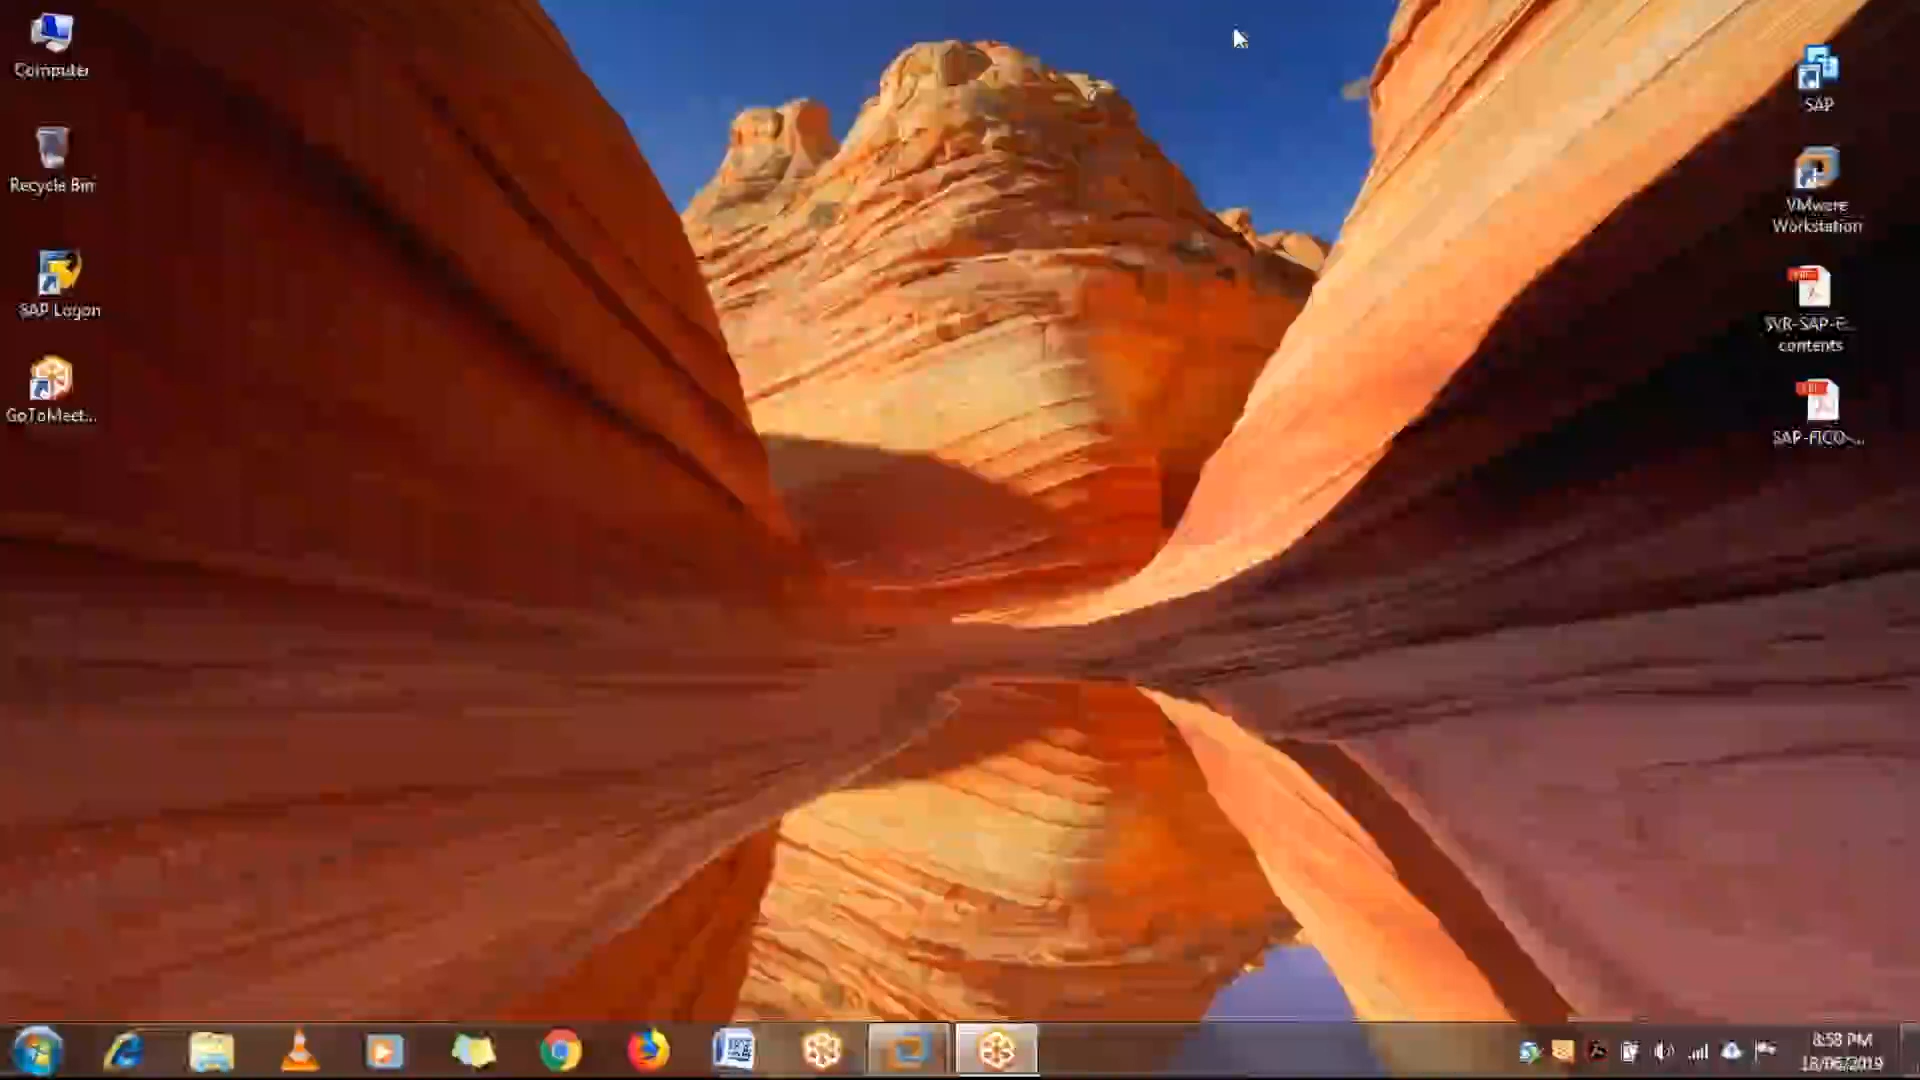 Computer
Recycle Bin
SAP Logon
GoToMeet...
SAP
VMware
Workstation
SVR-SAP-E...
contents
SAP-FICO-...
8:58 PM
18/06/2019